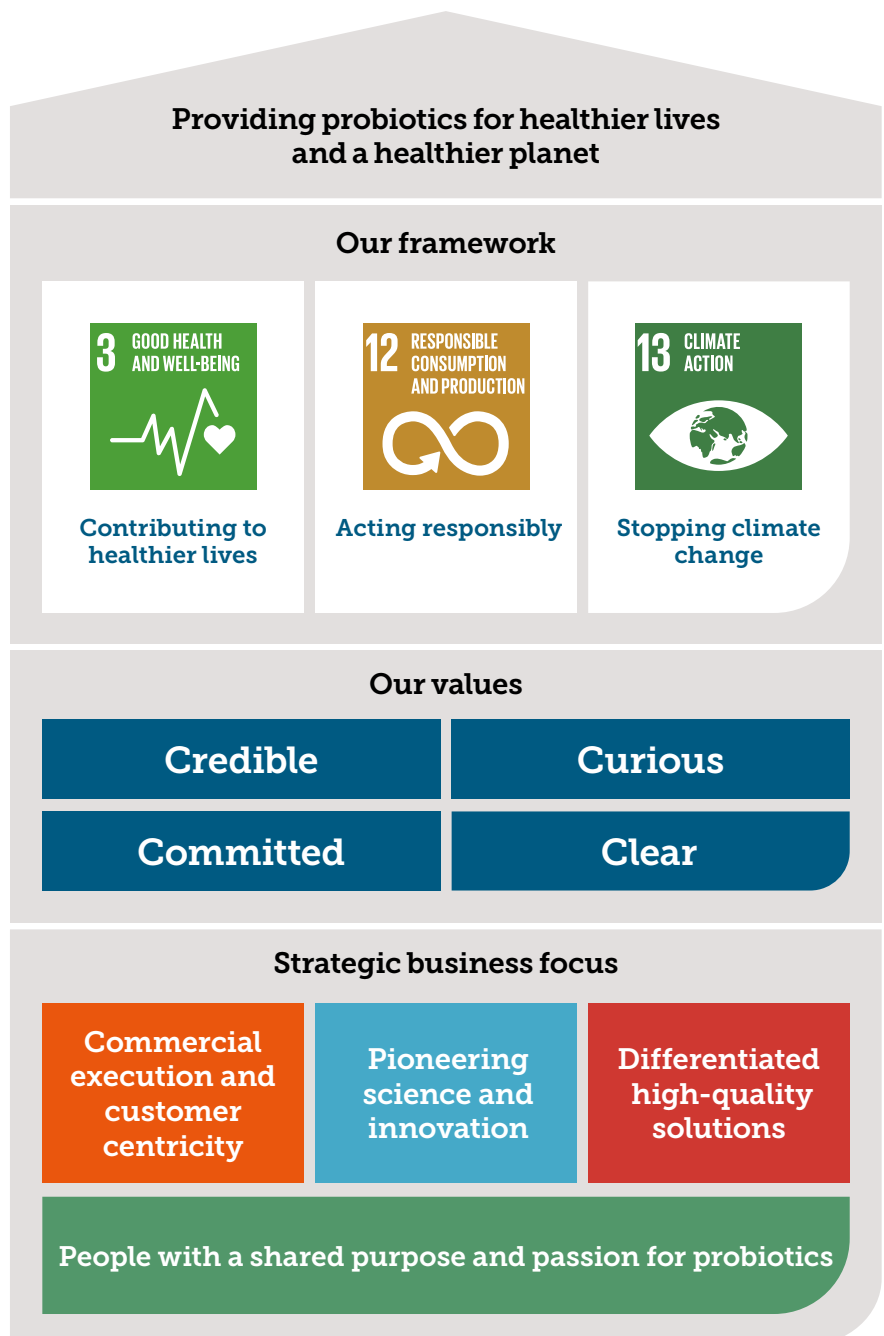 Providing probiotics for healthier lives
and a healthier planet
Our framework
3 GOOD HEALTH
AND WELL-BEING
Contributing to
healthier lives
12 RESPONSIBLE
CONSUMPTION
AND PRODUCTION
Acting responsibly
13 CLIMATE
ACTION
Stopping climate
change
Our values
Credible
Curious
Committed
Clear
Strategic business focus
Commercial
execution and
customer
centricity
Pioneering
science and
innovation
Differentiated
high-quality
solutions
People with a shared purpose and passion for probiotics